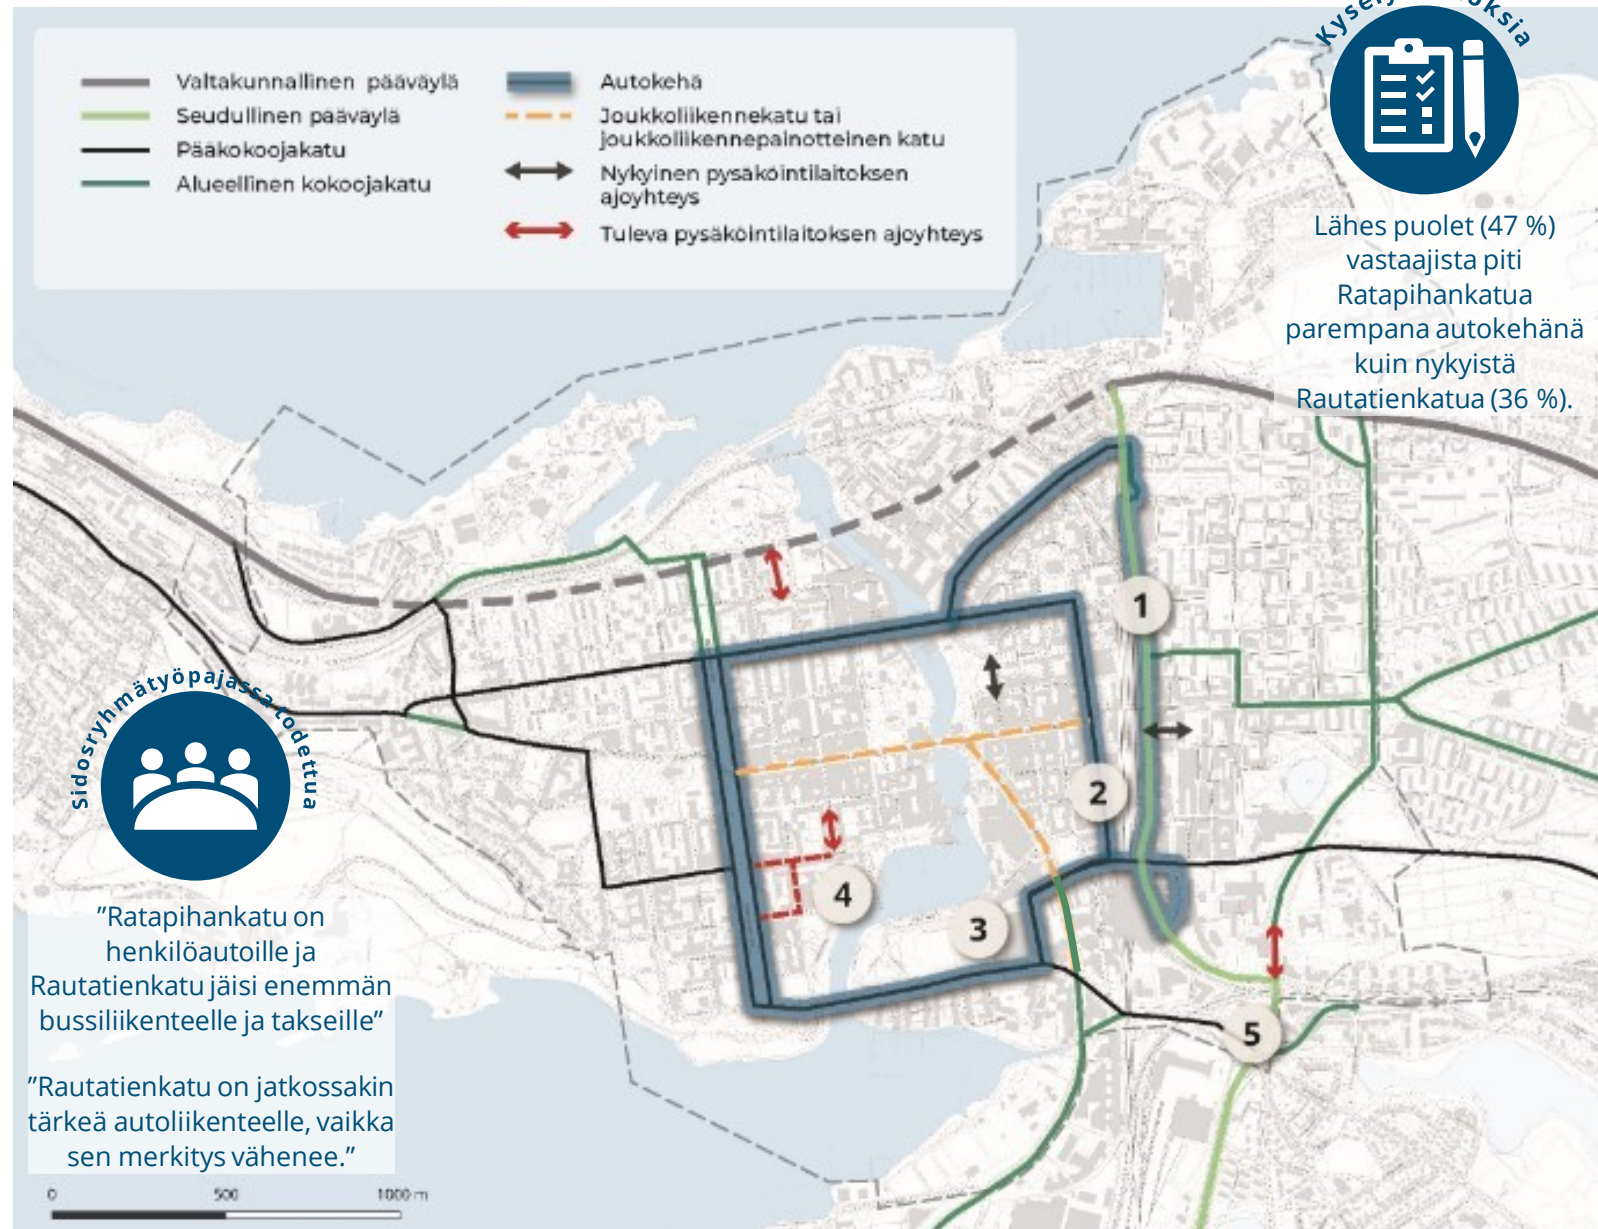 Valtakunnallinen pääväylä
Seudullinen pääväylä
Pääkokoojakatu
Alueellinen kokoojakatu
Autokehä
Joukkoliikennekatu tai
joukkoliikennepainotteinen katu
Nykyinen pysäköintilaitoksen
ajoyhteys
Tuleva pysäköintilaitoksen ajoyhteys
Lähes puolet (47 %)
vastaajista piti
Ratapihankatua
parempana autokehänä
kuin nykyistä
Rautatienkatua (36 %).
1
2
3
4
5
Sidosryhmätyöpajassa todettua
”Ratapihankatu on
henkilöautoille ja
Rautatienkatu jäisi enemmän
bussiliikenteelle ja takseille”
”Rautatienkatu on jatkossakin
tärkeä autoliikenteelle, vaikka
sen merkitys vähenee.”
0 500 1000 m